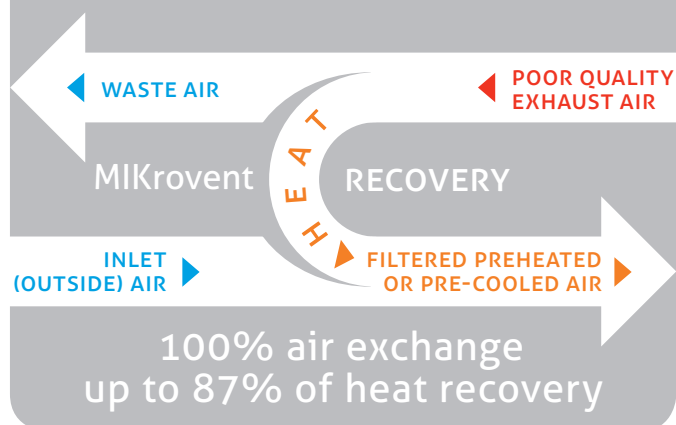 WASTE AIR
POOR QUALITY
EXHAUST AIR
HEAT
MIKrovent
RECOVERY
INLET
(OUTSIDE) AIR
FILTERED PREHEATED
OR PRE-COOLED AIR
100% air exchange
up to 87% of heat recovery